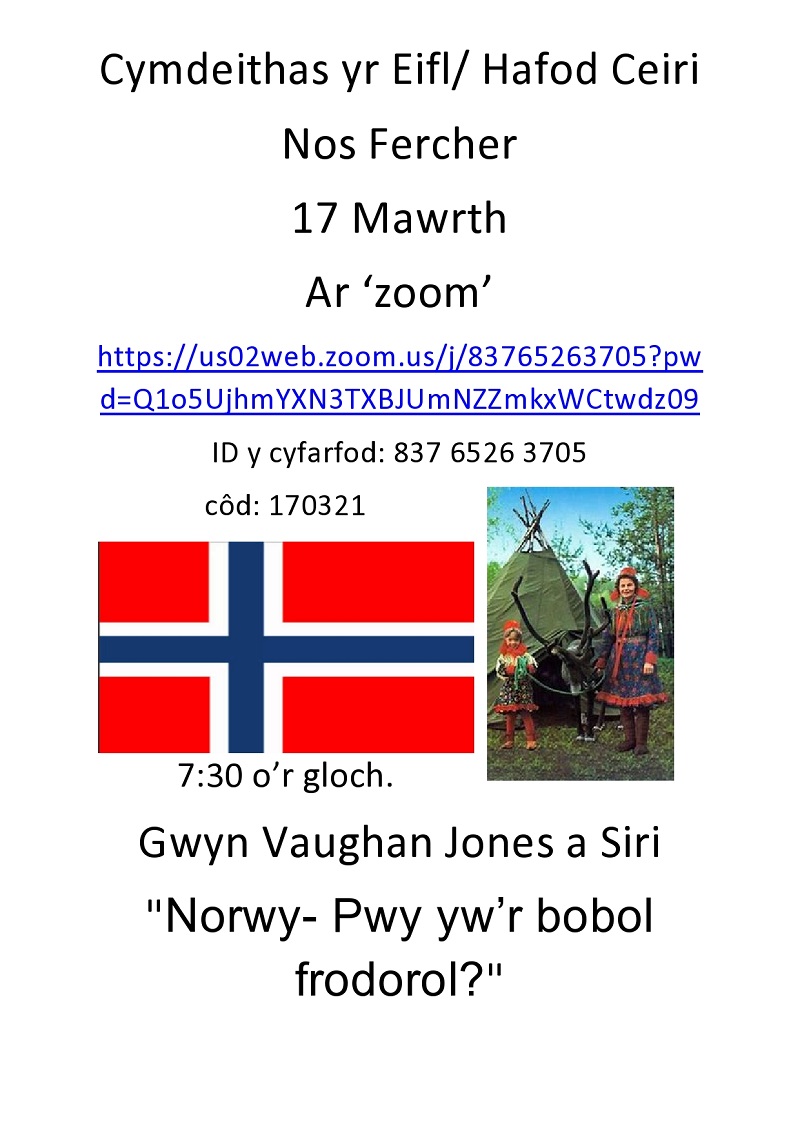 Cymdeithas yr Eifl/ Hafod Ceiri
Nos Fercher
17 Mawrth
Ar ‘zoom’
https://us02web.zoom.us/j/83765263705?pw
d=Q1o5UjhmYXN3TXBJUmNZZmkxWCtwdz09
ID y cyfarfod: 837 6526 3705
côd: 170321
7:30 o’r gloch.
Gwyn Vaughan Jones a Siri
"Norwy- Pwy yw’r bobol
frodorol?"